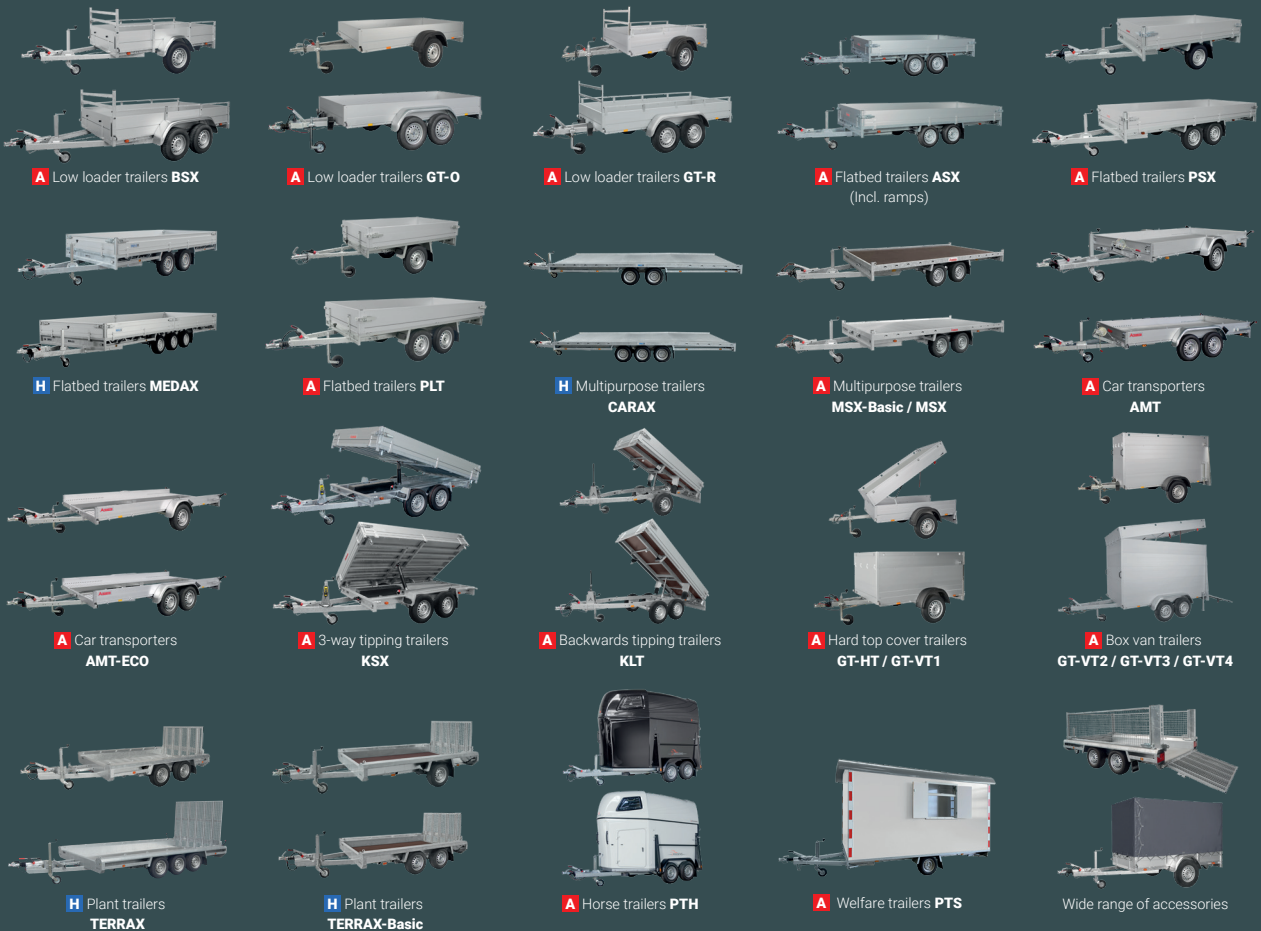 A Low loader trailers BSX
A Low loader trailers GT-O
A Low loader trailers GT-R
A Flatbed trailers ASX
(Incl. ramps)
A Flatbed trailers PSX
H Flatbed trailers MEDAX
A Flatbed trailers PLT
H Multipurpose trailers
CARAX
A Multipurpose trailers
MSX-Basic / MSX
A Car transporters
AMT
A Car transporters
AMT-ECO
A 3-way tipping trailers
KSX
A Backwards tipping trailers
KLT
A Hard top cover trailers
GT-HT / GT-VT1
A Box van trailers
GT-VT2 / GT-VT3 / GT-VT4
H Plant trailers
TERRAX
H Plant trailers
TERRAX-Basic
A Horse trailers PTH
A Welfare trailers PTS
Wide range of accessories